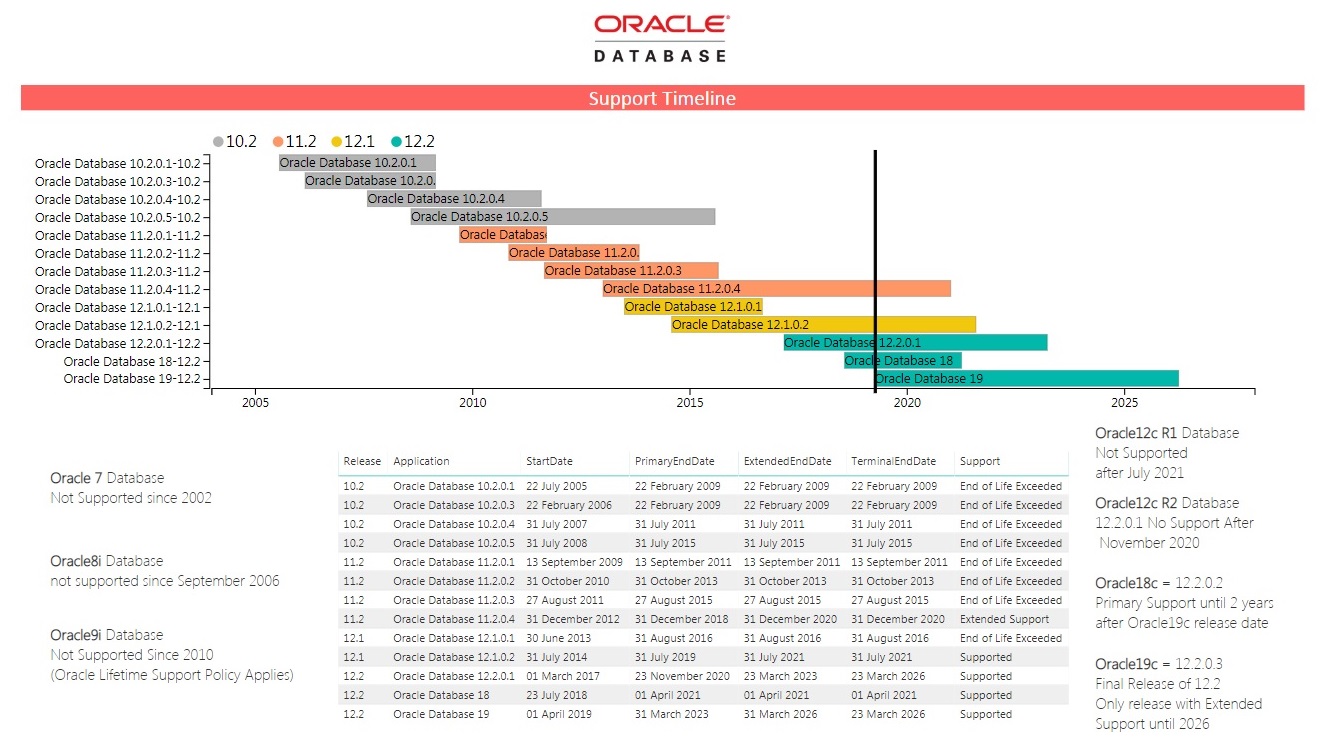 ORACLE®
DATABASE
Support Timeline
10.2 11.2 12.1 12.2
Oracle Database 10.2.0.1-10.2
Oracle Database 10.2.0.3-10.2
Oracle Database 10.2.0.4-10.2
Oracle Database 10.2.0.5-10.2
Oracle Database 11.2.0.1-11.2
Oracle Database 11.2.0.2-11.2
Oracle Database 11.2.0.3-11.2
Oracle Database 11.2.0.4-11.2
Oracle Database 12.1.0.1-12.1
Oracle Database 12.1.0.2-12.1
Oracle Database 12.2.0.1-12.2
Oracle Database 18-12.2
Oracle Database 19-12.2
Oracle Database 10.2.0.1
Oracle Database 10.2.0.
Oracle Database 10.2.0.4
Oracle Database 10.2.0.5
Oracle Databas
Oracle Database 11.2.0.
Oracle Database 11.2.0.3
Oracle Database 11.2.0.4
Oracle Database 12.1.0.1
Oracle Database 12.1.0.2
Oracle Database 12.2.0.1
Oracle Database 18
Oracle Database 19
2005 2010 2015 2020 2025
Oracle 7 Database
Not Supported since 2002
Oracle8i Database
not supported since September 2006
Oracle9i Database
Not Supported Since 2010
(Oracle Lifetime Support Policy Applies)
Release Application StartDate PrimaryEndDate ExtendedEndDate TerminalEndDate Support
10.2 Oracle Database 10.2.0.1 22 July 2005 22 February 2009 22 February 2009 22 February 2009 End of Life Exceeded
10.2 Oracle Database 10.2.0.3 22 February 2006 22 February 2009 22 February 2009 22 February 2009 End of Life Exceeded
10.2 Oracle Database 10.2.0.4 31 July 2007 31 July 2011 31 July 2011 31 July 2011 End of Life Exceeded
10.2 Oracle Database 10.2.0.5 31 July 2008 31 July 2015 31 July 2015 31 July 2015 End of Life Exceeded
11.2 Oracle Database 11.2.0.1 13 September 2009 13 September 2011 13 September 2011 13 September 2011 End of Life Exceeded
11.2 Oracle Database 11.2.0.2 31 October 2010 31 October 2013 31 October 2013 31 October 2013 End of Life Exceeded
11.2 Oracle Database 11.2.0.3 27 August 2011 27 August 2015 27 August 2015 27 August 2015 End of Life Exceeded
11.2 Oracle Database 11.2.0.4 31 December 2012 31 December 2018 31 December 2020 31 December 2020 Extended Support
12.1 Oracle Database 12.1.0.1 30 June 2013 31 August 2016 31 August 2016 31 August 2016 End of Life Exceeded
12.1 Oracle Database 12.1.0.2 31 July 2014 31 July 2019 31 July 2021 31 July 2021 Supported
12.2 Oracle Database 12.2.0.1 01 March 2017 23 November 2020 23 March 2023 23 March 2026 Supported
12.2 Oracle Database 18 23 July 2018 01 April 2021 01 April 2021 01 April 2021 Supported
12.2 Oracle Database 19 01 April 2019 31 March 2023 31 March 2026 23 March 2026 Supported
Oracle12c R1 Database
Not Supported
after July 2021
Oracle12c R2 Database
12.2.0.1 No Support After
November 2020
Oracle18c = 12.2.0.2
Primary Support until 2 years
after Oracle19c release date
Oracle19c = 12.2.0.3
Final Release of 12.2
Only release with Extended
Support until 2026